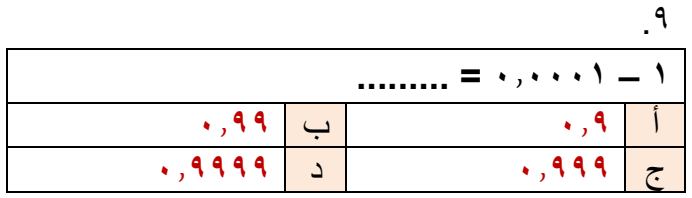 ٩.
١ – ٠,٠٠٠١ = .........
أ ٠,٩ ب ٠,٩٩
ج ٠,٩٩٩ د ٠,٩٩٩٩